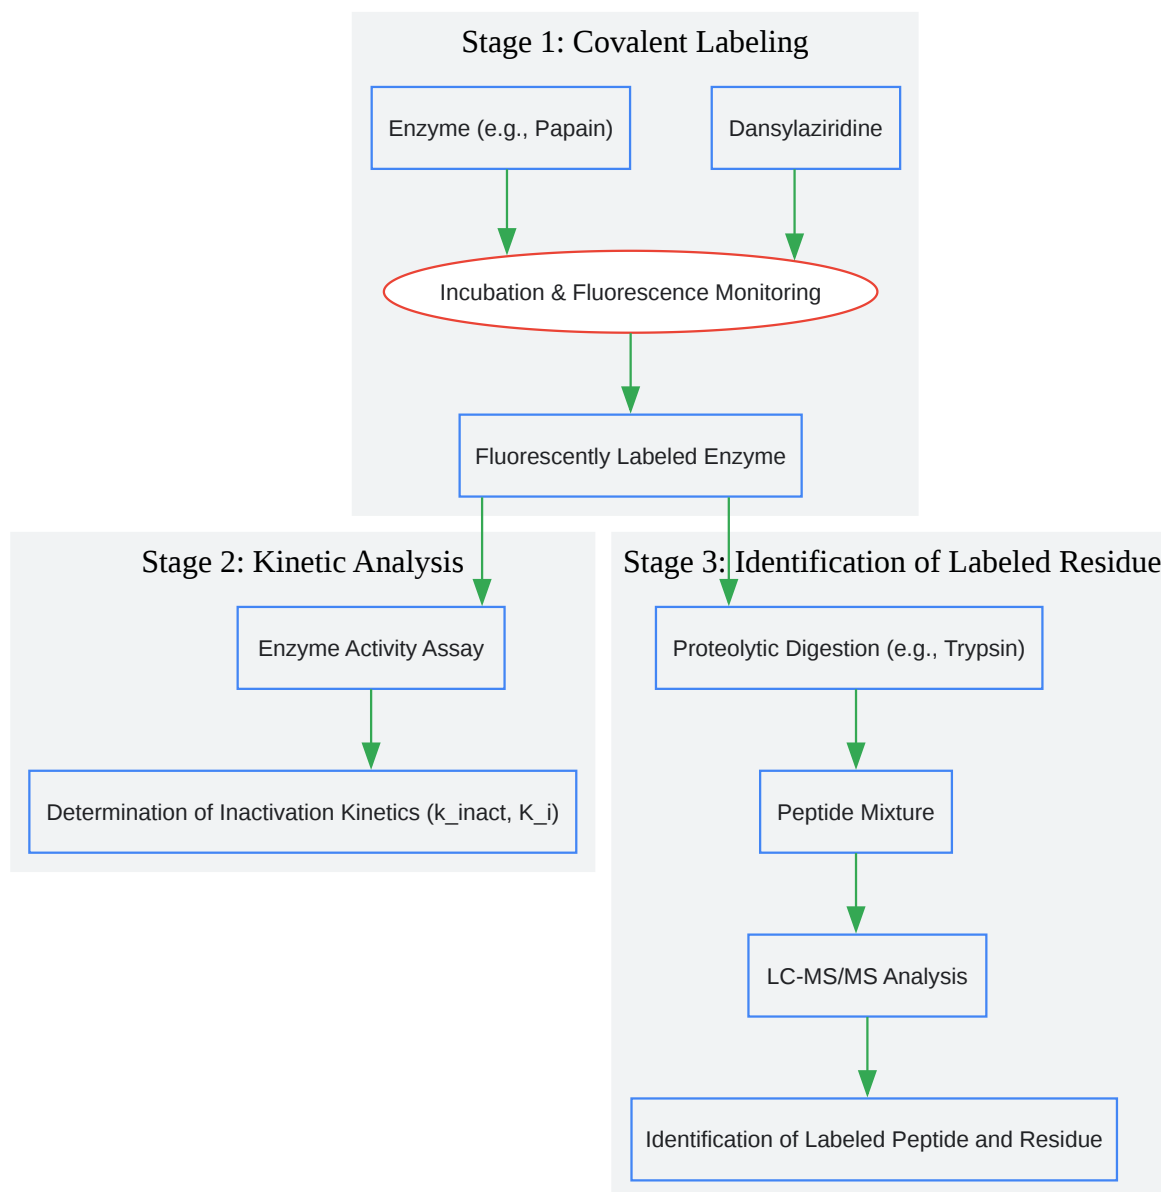 Stage 1: Covalent Labeling
Enzyme (e.g., Papain)
Dansylaziridine
Incubation & Fluorescence Monitoring
Fluorescently Labeled Enzyme
Stage 2: Kinetic Analysis
Enzyme Activity Assay
Determination of Inactivation Kinetics (k_inact, K_i)
Stage 3: Identification of Labeled Residue
Proteolytic Digestion (e.g., Trypsin)
Peptide Mixture
LC-MS/MS Analysis
Identification of Labeled Peptide and Residue